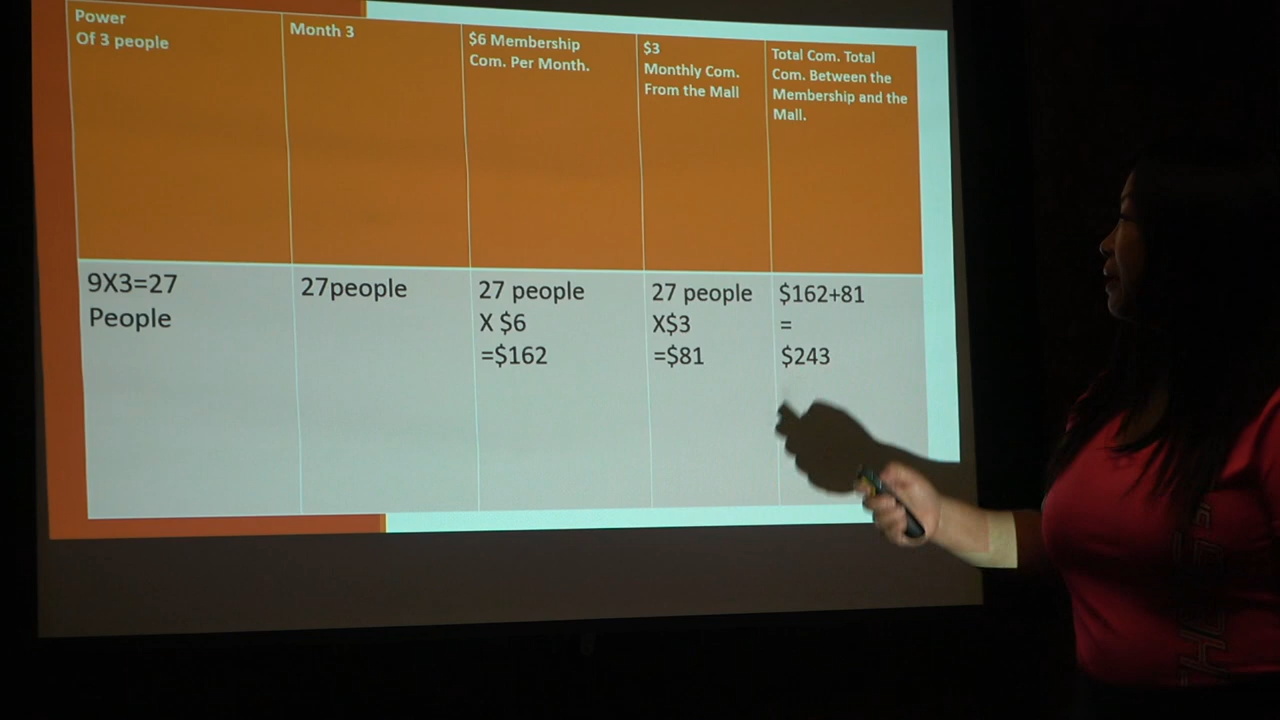 Power
Of 3 people
Month 3
$6 Membership
Com. Per Month.
$3
Monthly Com.
From the Mall
Total Com. Total
Com. Between the
Membership and the
Mall.
9X3=27
People
27people
27 people
X $6
=$162
27 people
X$3
=$81
$162+81
=
$243